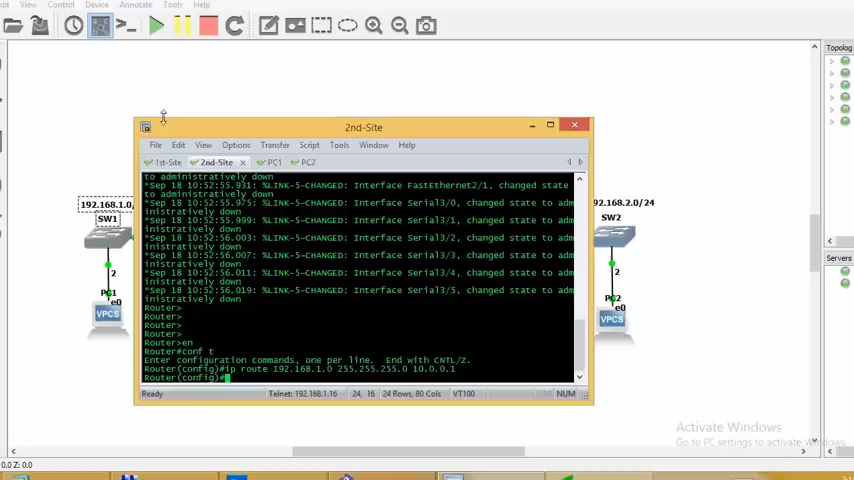 dit View Control Device Annotate Tools Help
Topolog
2nd-Site
File Edit View Options Transfer Script Tools Window Help
1st-Site 2nd-Site PC1 PC2
to administratively down
*Sep 18 10:52:55.931: %LINK-5-CHANGED: Interface FastEthernet2/1, changed state
to administratively down
*Sep 18 10:52:55.975: %LINK-5-CHANGED: Interface Serial3/0, changed state to adm
inistratively down
*Sep 18 10:52:55.999: %LINK-5-CHANGED: Interface Serial3/1, changed state to adm
inistratively down
*Sep 18 10:52:56.003: %LINK-5-CHANGED: Interface Serial3/2, changed state to adm
inistratively down
*Sep 18 10:52:56.007: %LINK-5-CHANGED: Interface Serial3/3, changed state to adm
inistratively down
*Sep 18 10:52:56.011: %LINK-5-CHANGED: Interface Serial3/4, changed state to adm
inistratively down
*Sep 18 10:52:56.019: %LINK-5-CHANGED: Interface Serial3/5, changed state to adm
inistratively down
Router>
Router>
Router>
Router>en
Router#conf t
Enter configuration commands, one per line. End with CNTL/Z.
Router(config)#ip route 192.168.1.0 255.255.255.0 10.0.0.1
Router(config)#
Ready Telnet: 192.168.1.16 24, 16 24 Rows, 80 Cols VT100 NUM
192.168.1.0/
SW1
2
PC1
e0
VPCS
92.168.2.0/24
SW2
2
PC2
e0
VPCS
Servers
Activate Windows
Go to PC settings to activate Windows.
0.0 Z: 0.0